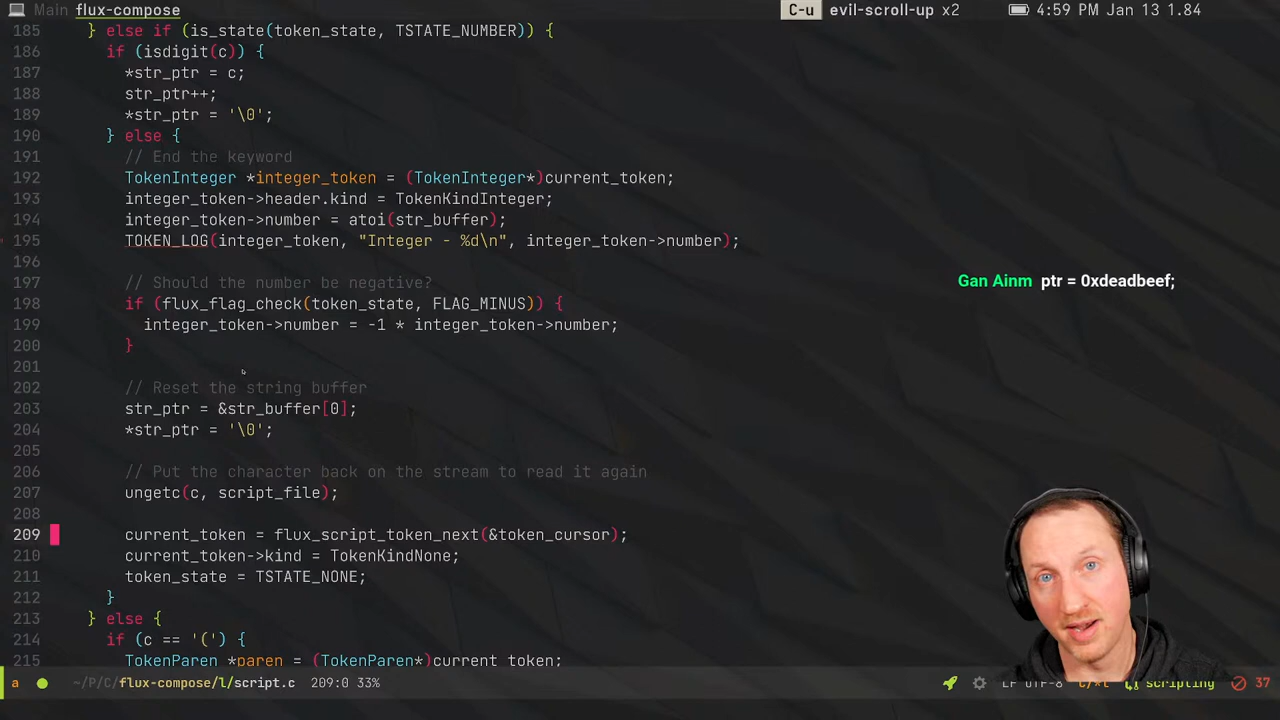 Main flux-compose C-u evil-scroll-up x2 4:59 PM Jan 13 1.84
185 } else if (is_state(token_state, TSTATE_NUMBER)) {
186 if (isdigit(c)) {
187 *str_ptr = c;
188 str_ptr++;
189 *str_ptr = '\0';
190 } else {
191 // End the keyword
192 TokenInteger *integer_token = (TokenInteger*)current_token;
193 integer_token->header.kind = TokenKindInteger;
194 integer_token->number = atoi(str_buffer);
195 TOKEN_LOG(integer_token, "Integer - %d\n", integer_token->number);
196
197 // Should the number be negative?
Gan Ainm ptr = 0xdeadbeef;
198 if (flux_flag_check(token_state, FLAG_MINUS)) {
199 integer_token->number = -1 * integer_token->number;
200 }
201
202 // Reset the string buffer
203 str_ptr = &str_buffer[0];
204 *str_ptr = '\0';
205
206 // Put the character back on the stream to read it again
207 ungetc(c, script_file);
208
209 current_token = flux_script_token_next(&token_cursor);
210 current_token->kind = TokenKindNone;
211 token_state = TSTATE_NONE;
212 }
213 } else {
214 if (c == '(') {
215 TokenParen *paren = (TokenParen*)current_token;
a ~/P/C/flux-compose/l/script.c 209:0 33% LF UTF-8 C/*l scripting 37